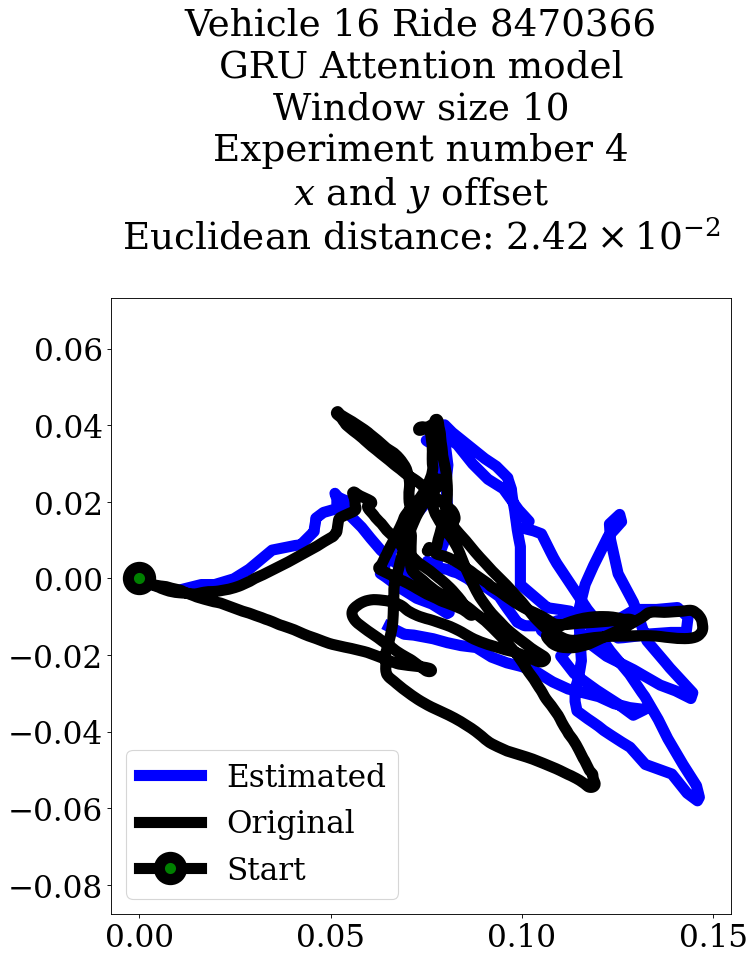 Vehicle 16 Ride 8470366
GRU Attention model
Window size 10
Experiment number 4
x and y offset
Euclidean distance: 2.42 × 10⁻²
0.06
0.04
0.02
0.00
−0.02
−0.04
−0.06
−0.08
Estimated
Original
Start
0.00 0.05 0.10 0.15